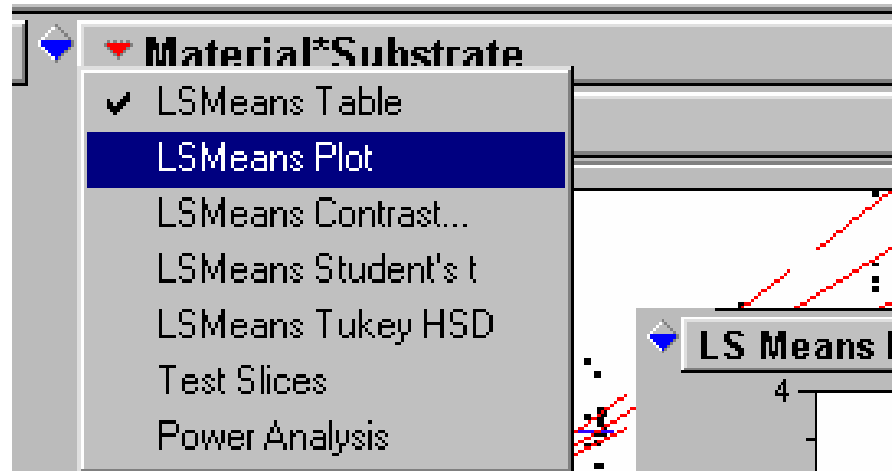 Material*Substrate
LSMeans Table
LSMeans Plot
LSMeans Contrast...
LSMeans Student's t
LSMeans Tukey HSD
Test Slices
Power Analysis
LS Means
4